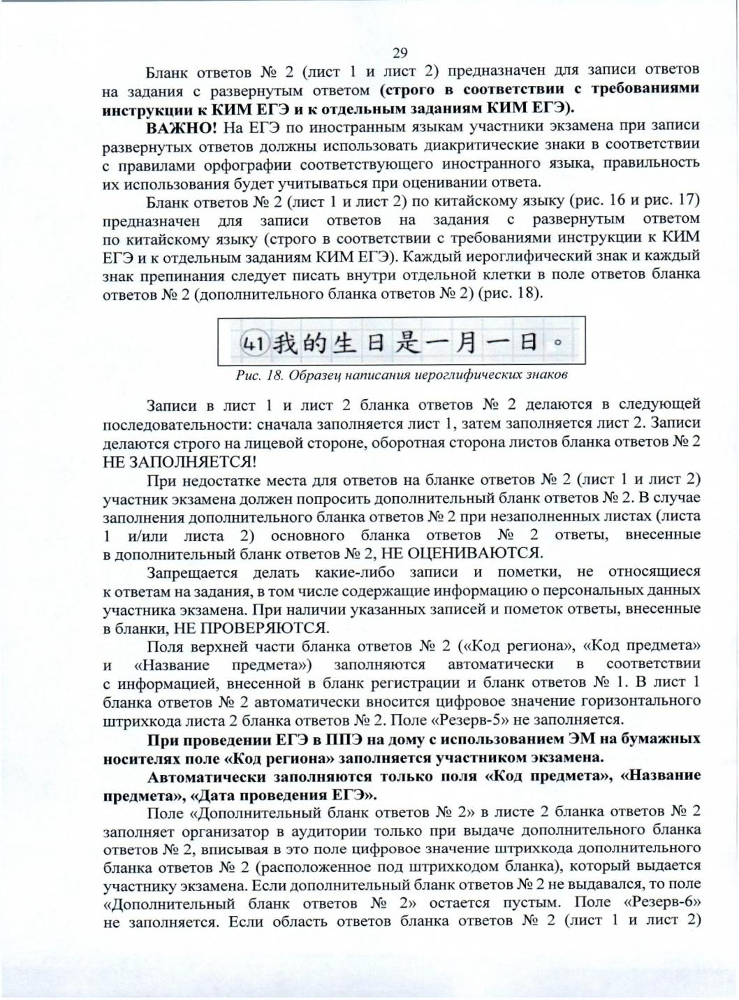 29
Бланк ответов № 2 (лист 1 и лист 2) предназначен для записи ответов
на задания с развернутым ответом (строго в соответствии с требованиями
инструкции к КИМ ЕГЭ и к отдельным заданиям КИМ ЕГЭ).
ВАЖНО! На ЕГЭ по иностранным языкам участники экзамена при записи
развернутых ответов должны использовать диакритические знаки в соответствии
с правилами орфографии соответствующего иностранного языка, правильность
их использования будет учитываться при оценивании ответа.
Бланк ответов № 2 (лист 1 и лист 2) по китайскому языку (рис. 16 и рис. 17)
предназначен для записи ответов на задания с развернутым ответом
по китайскому языку (строго в соответствии с требованиями инструкции к КИМ
ЕГЭ и к отдельным заданиям КИМ ЕГЭ). Каждый иероглифический знак и каждый
знак препинания следует писать внутри отдельной клетки в поле ответов бланка
ответов № 2 (дополнительного бланка ответов № 2) (рис. 18).
41 我的生日是一月一日。
Рис. 18. Образец написания иероглифических знаков
Записи в лист 1 и лист 2 бланка ответов № 2 делаются в следующей
последовательности: сначала заполняется лист 1, затем заполняется лист 2. Записи
делаются строго на лицевой стороне, оборотная сторона листов бланка ответов № 2
НЕ ЗАПОЛНЯЕТСЯ!
При недостатке места для ответов на бланке ответов № 2 (лист 1 и лист 2)
участник экзамена должен попросить дополнительный бланк ответов № 2. В случае
заполнения дополнительного бланка ответов № 2 при незаполненных листах (листа
1 и/или листа 2) основного бланка ответов № 2 ответы, внесенные
в дополнительный бланк ответов № 2, НЕ ОЦЕНИВАЮТСЯ.
Запрещается делать какие-либо записи и пометки, не относящиеся
к ответам на задания, в том числе содержащие информацию о персональных данных
участника экзамена. При наличии указанных записей и пометок ответы, внесенные
в бланки, НЕ ПРОВЕРЯЮТСЯ.
Поля верхней части бланка ответов № 2 («Код региона», «Код предмета»
и «Название предмета») заполняются автоматически в соответствии
с информацией, внесенной в бланк регистрации и бланк ответов № 1. В лист 1
бланка ответов № 2 автоматически вносится цифровое значение горизонтального
штрихкода листа 2 бланка ответов № 2. Поле «Резерв-5» не заполняется.
При проведении ЕГЭ в ППЭ на дому с использованием ЭМ на бумажных
носителях поле «Код региона» заполняется участником экзамена.
Автоматически заполняются только поля «Код предмета», «Название
предмета», «Дата проведения ЕГЭ».
Поле «Дополнительный бланк ответов № 2» в листе 2 бланка ответов № 2
заполняет организатор в аудитории только при выдаче дополнительного бланка
ответов № 2, вписывая в это поле цифровое значение штрихкода дополнительного
бланка ответов № 2 (расположенное под штрихкодом бланка), который выдается
участнику экзамена. Если дополнительный бланк ответов № 2 не выдавался, то поле
«Дополнительный бланк ответов № 2» остается пустым. Поле «Резерв-6»
не заполняется. Если область ответов бланка ответов № 2 (лист 1 и лист 2)